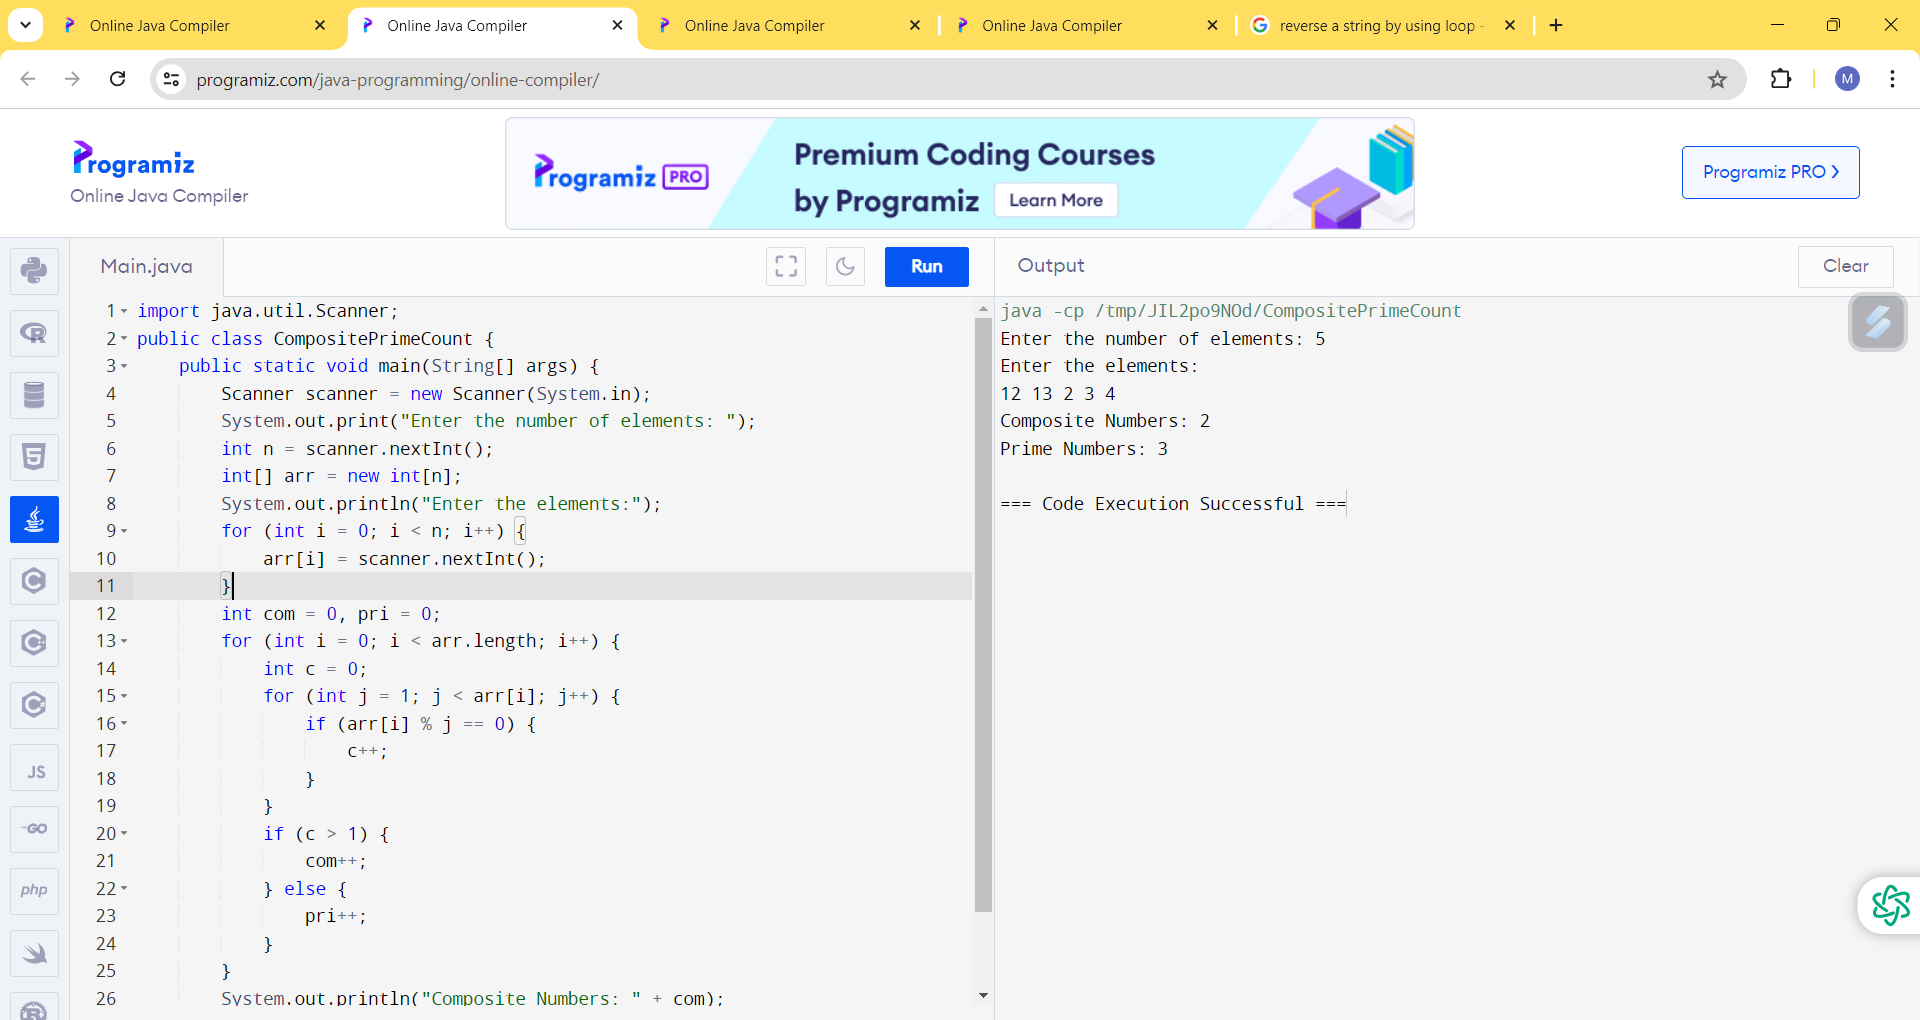 Online Java Compiler
Online Java Compiler
Online Java Compiler
Online Java Compiler
reverse a string by using loop -
programiz.com/java-programming/online-compiler/
M
Programiz
Online Java Compiler
Programiz PRO
Premium Coding Courses
by Programiz
Learn More
Programiz PRO
Main.java
Run
Output
Clear
1 import java.util.Scanner;
2 public class CompositePrimeCount {
3 public static void main(String[] args) {
4 Scanner scanner = new Scanner(System.in);
5 System.out.print("Enter the number of elements: ");
6 int n = scanner.nextInt();
7 int[] arr = new int[n];
8 System.out.println("Enter the elements:");
9 for (int i = 0; i < n; i++) {
10 arr[i] = scanner.nextInt();
11 }
12 int com = 0, pri = 0;
13 for (int i = 0; i < arr.length; i++) {
14 int c = 0;
15 for (int j = 1; j < arr[i]; j++) {
16 if (arr[i] % j == 0) {
17 c++;
18 }
19 }
20 if (c > 1) {
21 com++;
22 } else {
23 pri++;
24 }
25 }
26 System.out.println("Composite Numbers: " + com);
java -cp /tmp/JIL2po9NOd/CompositePrimeCount
Enter the number of elements: 5
Enter the elements:
12 13 2 3 4
Composite Numbers: 2
Prime Numbers: 3
=== Code Execution Successful ===
R
5
C
C
C
JS
GO
php
R